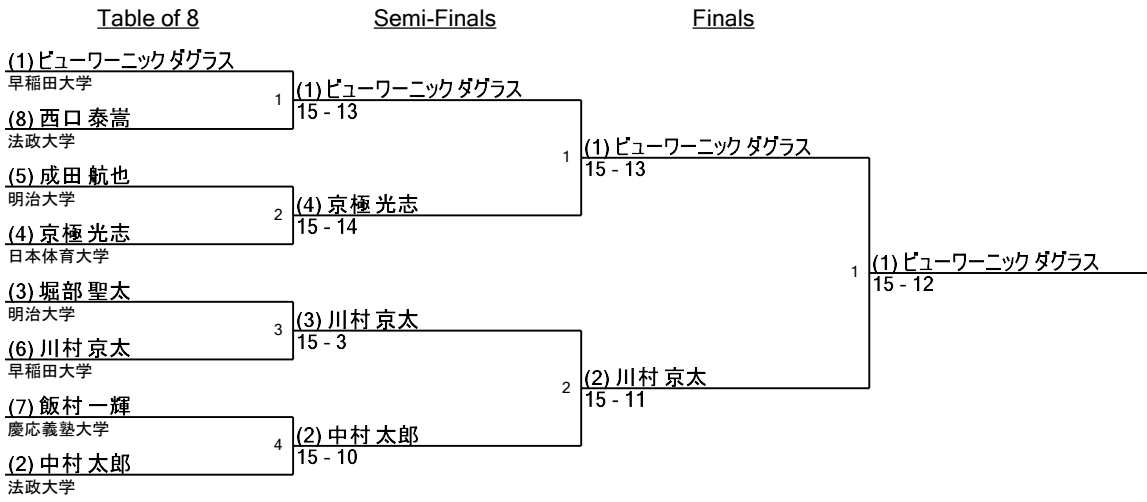 Table of 8
Semi-Finals
Finals
(1) ビューワーニック ダグラス
早稲田大学
1
(8) 西口 泰嵩
法政大学
(5) 成田 航也
明治大学
2
(4) 京極 光志
日本体育大学
(3) 堀部 聖太
明治大学
3
(6) 川村 京太
早稲田大学
(7) 飯村 一輝
慶応義塾大学
4
(2) 中村 太郎
法政大学
(1) ビューワーニック ダグラス
15 - 13
1
(4) 京極 光志
15 - 14
(3) 川村 京太
15 - 3
2
(2) 中村 太郎
15 - 10
(1) ビューワーニック ダグラス
15 - 13
1
(2) 川村 京太
15 - 11
(1) ビューワーニック ダグラス
15 - 12